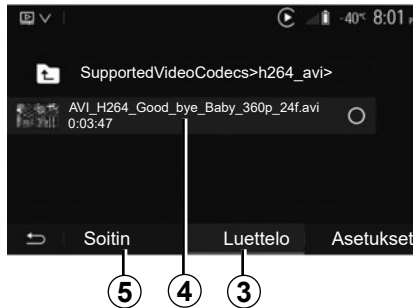 -40°C 8:01
SupportedVideoCodecs>h264_avi>
AVI_H264_Good_bye_Baby_360p_24f.avi
0:03:47
Soitin Luettelo Asetukset
5 4 3